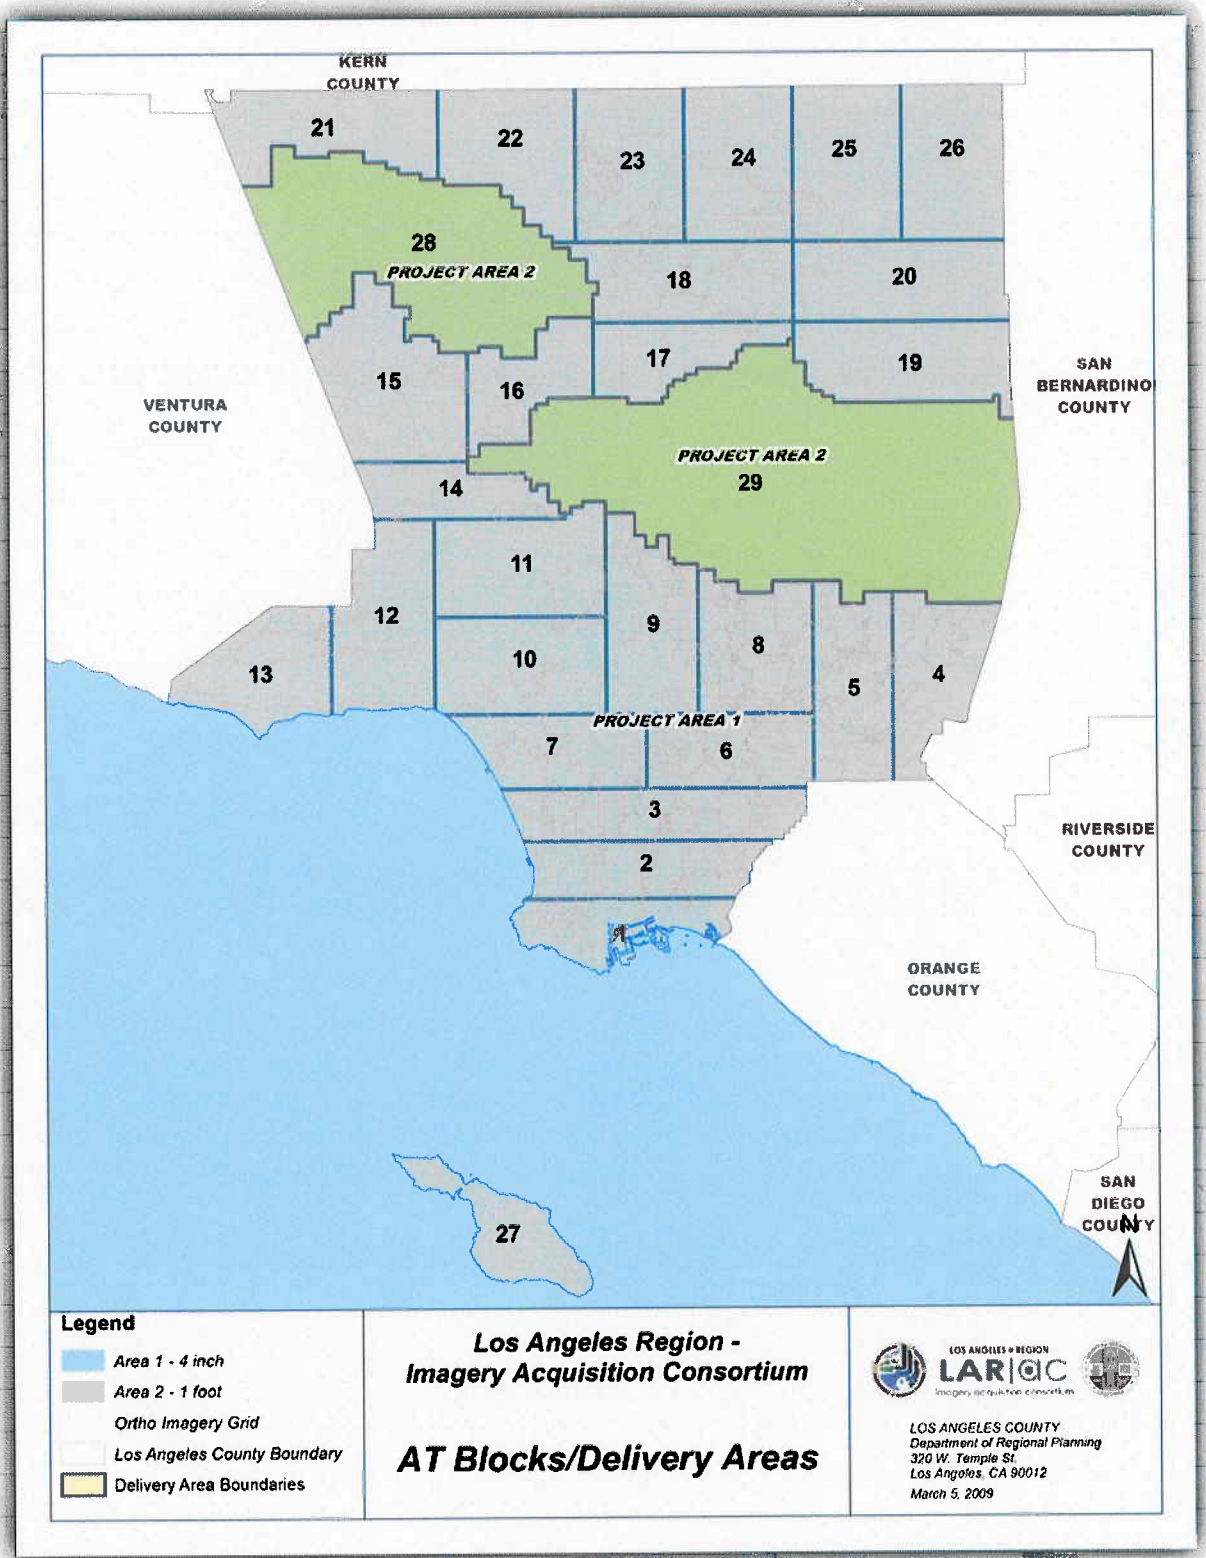 KERN
COUNTY
21
22
23
24
25
26
28
PROJECT AREA 2
18
20
17
19
15
16
VENTURA
COUNTY
SAN
BERNARDINO
COUNTY
PROJECT AREA 2
29
14
11
12
9
8
10
13
5
4
PROJECT AREA 1
7
6
3
2
RIVERSIDE
COUNTY
ORANGE
COUNTY
27
SAN
DIEGO
COUNTY
N
Legend
Area 1 - 4 inch
Area 2 - 1 foot
Ortho Imagery Grid
Los Angeles County Boundary
Delivery Area Boundaries
Los Angeles Region -
Imagery Acquisition Consortium
AT Blocks/Delivery Areas
LOS ANGELES REGION
LAR|aC
Imagery acquisition consortium
LOS ANGELES COUNTY
Department of Regional Planning
320 W. Temple St.
Los Angeles, CA 90012
March 5, 2009